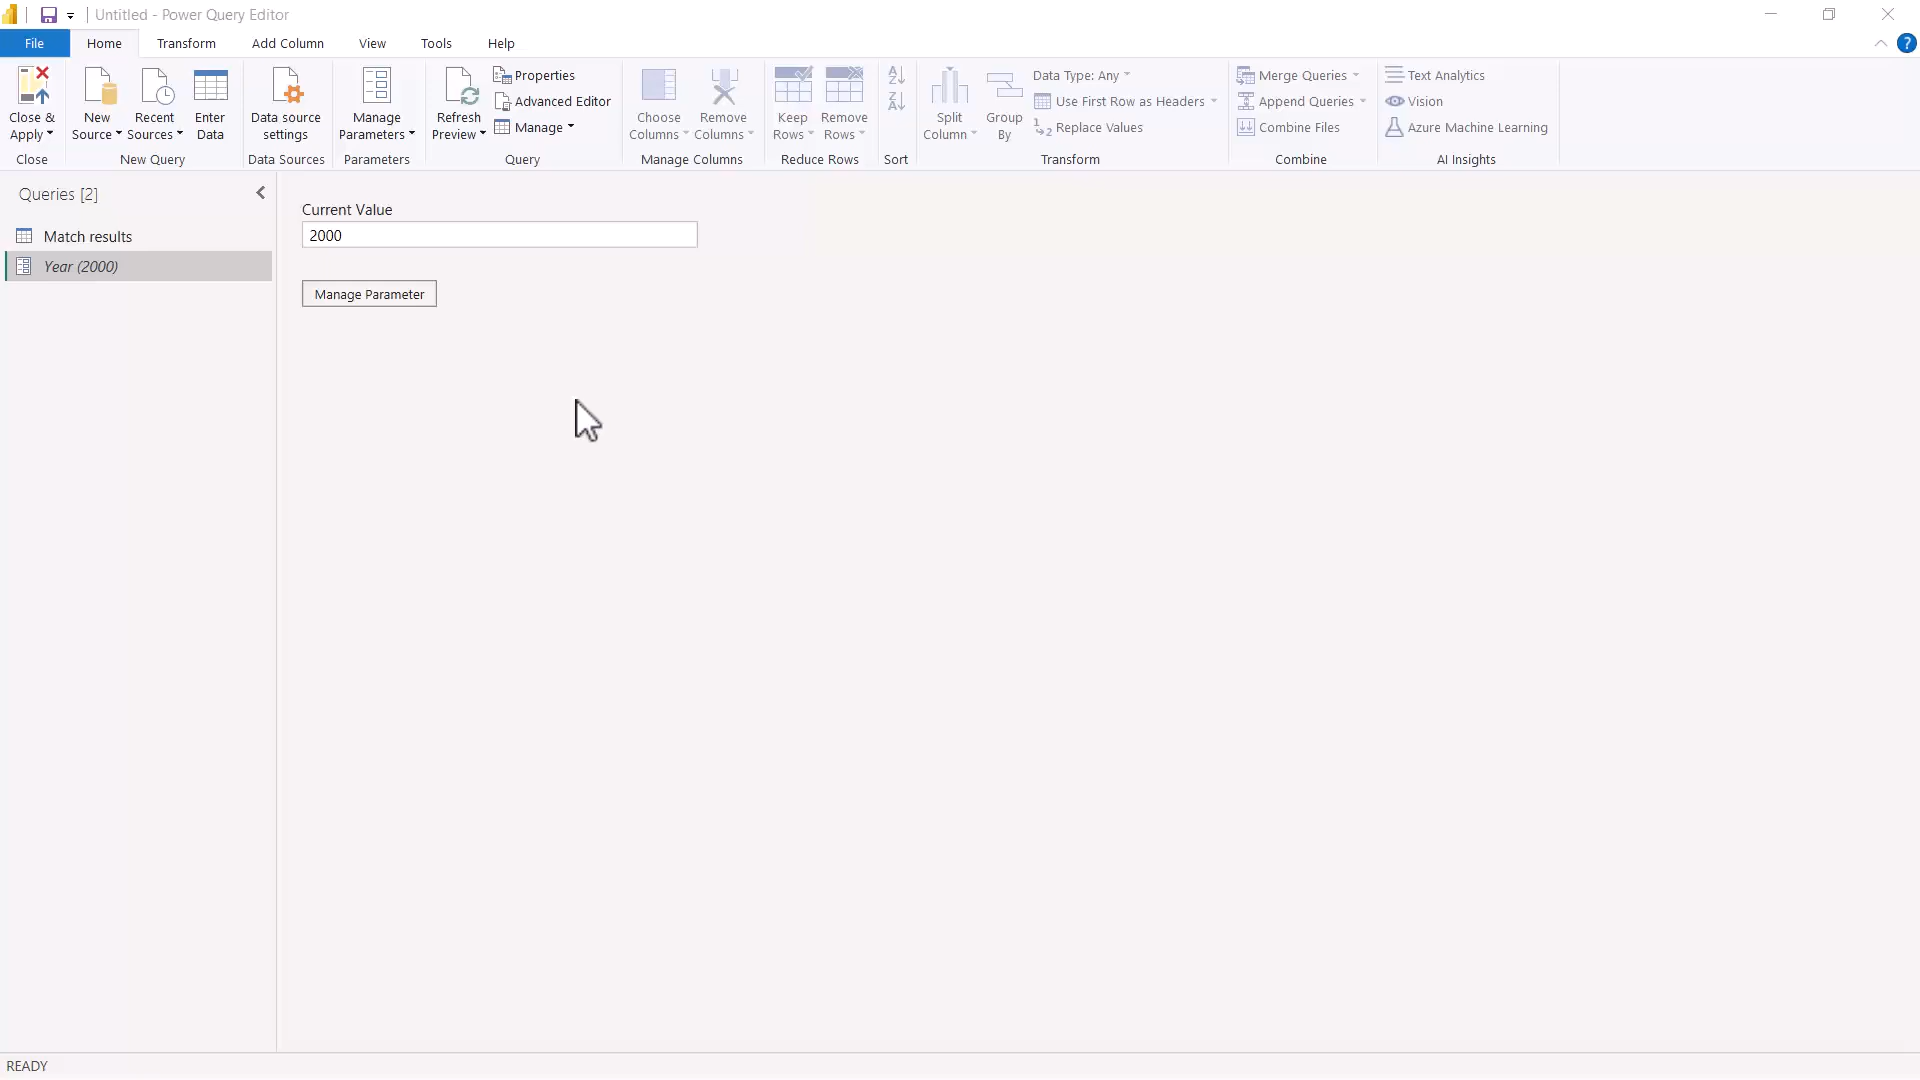 Untitled - Power Query Editor
File Home Transform Add Column View Tools Help
Close & Apply
New Source
Recent Sources
Enter Data
Data source settings
Manage Parameters
Refresh Preview
Properties
Advanced Editor
Manage
Choose Columns
Remove Columns
Keep Rows
Remove Rows
A Z
Z A
Split Column
Group By
Data Type: Any
Use First Row as Headers
1 2 Replace Values
Merge Queries
Append Queries
Combine Files
Text Analytics
Vision
Azure Machine Learning
Close New Query Data Sources Parameters Query Manage Columns Reduce Rows Sort Transform Combine AI Insights
?
Queries [2]
Match results
Year (2000)
Current Value
2000
Manage Parameter
READY